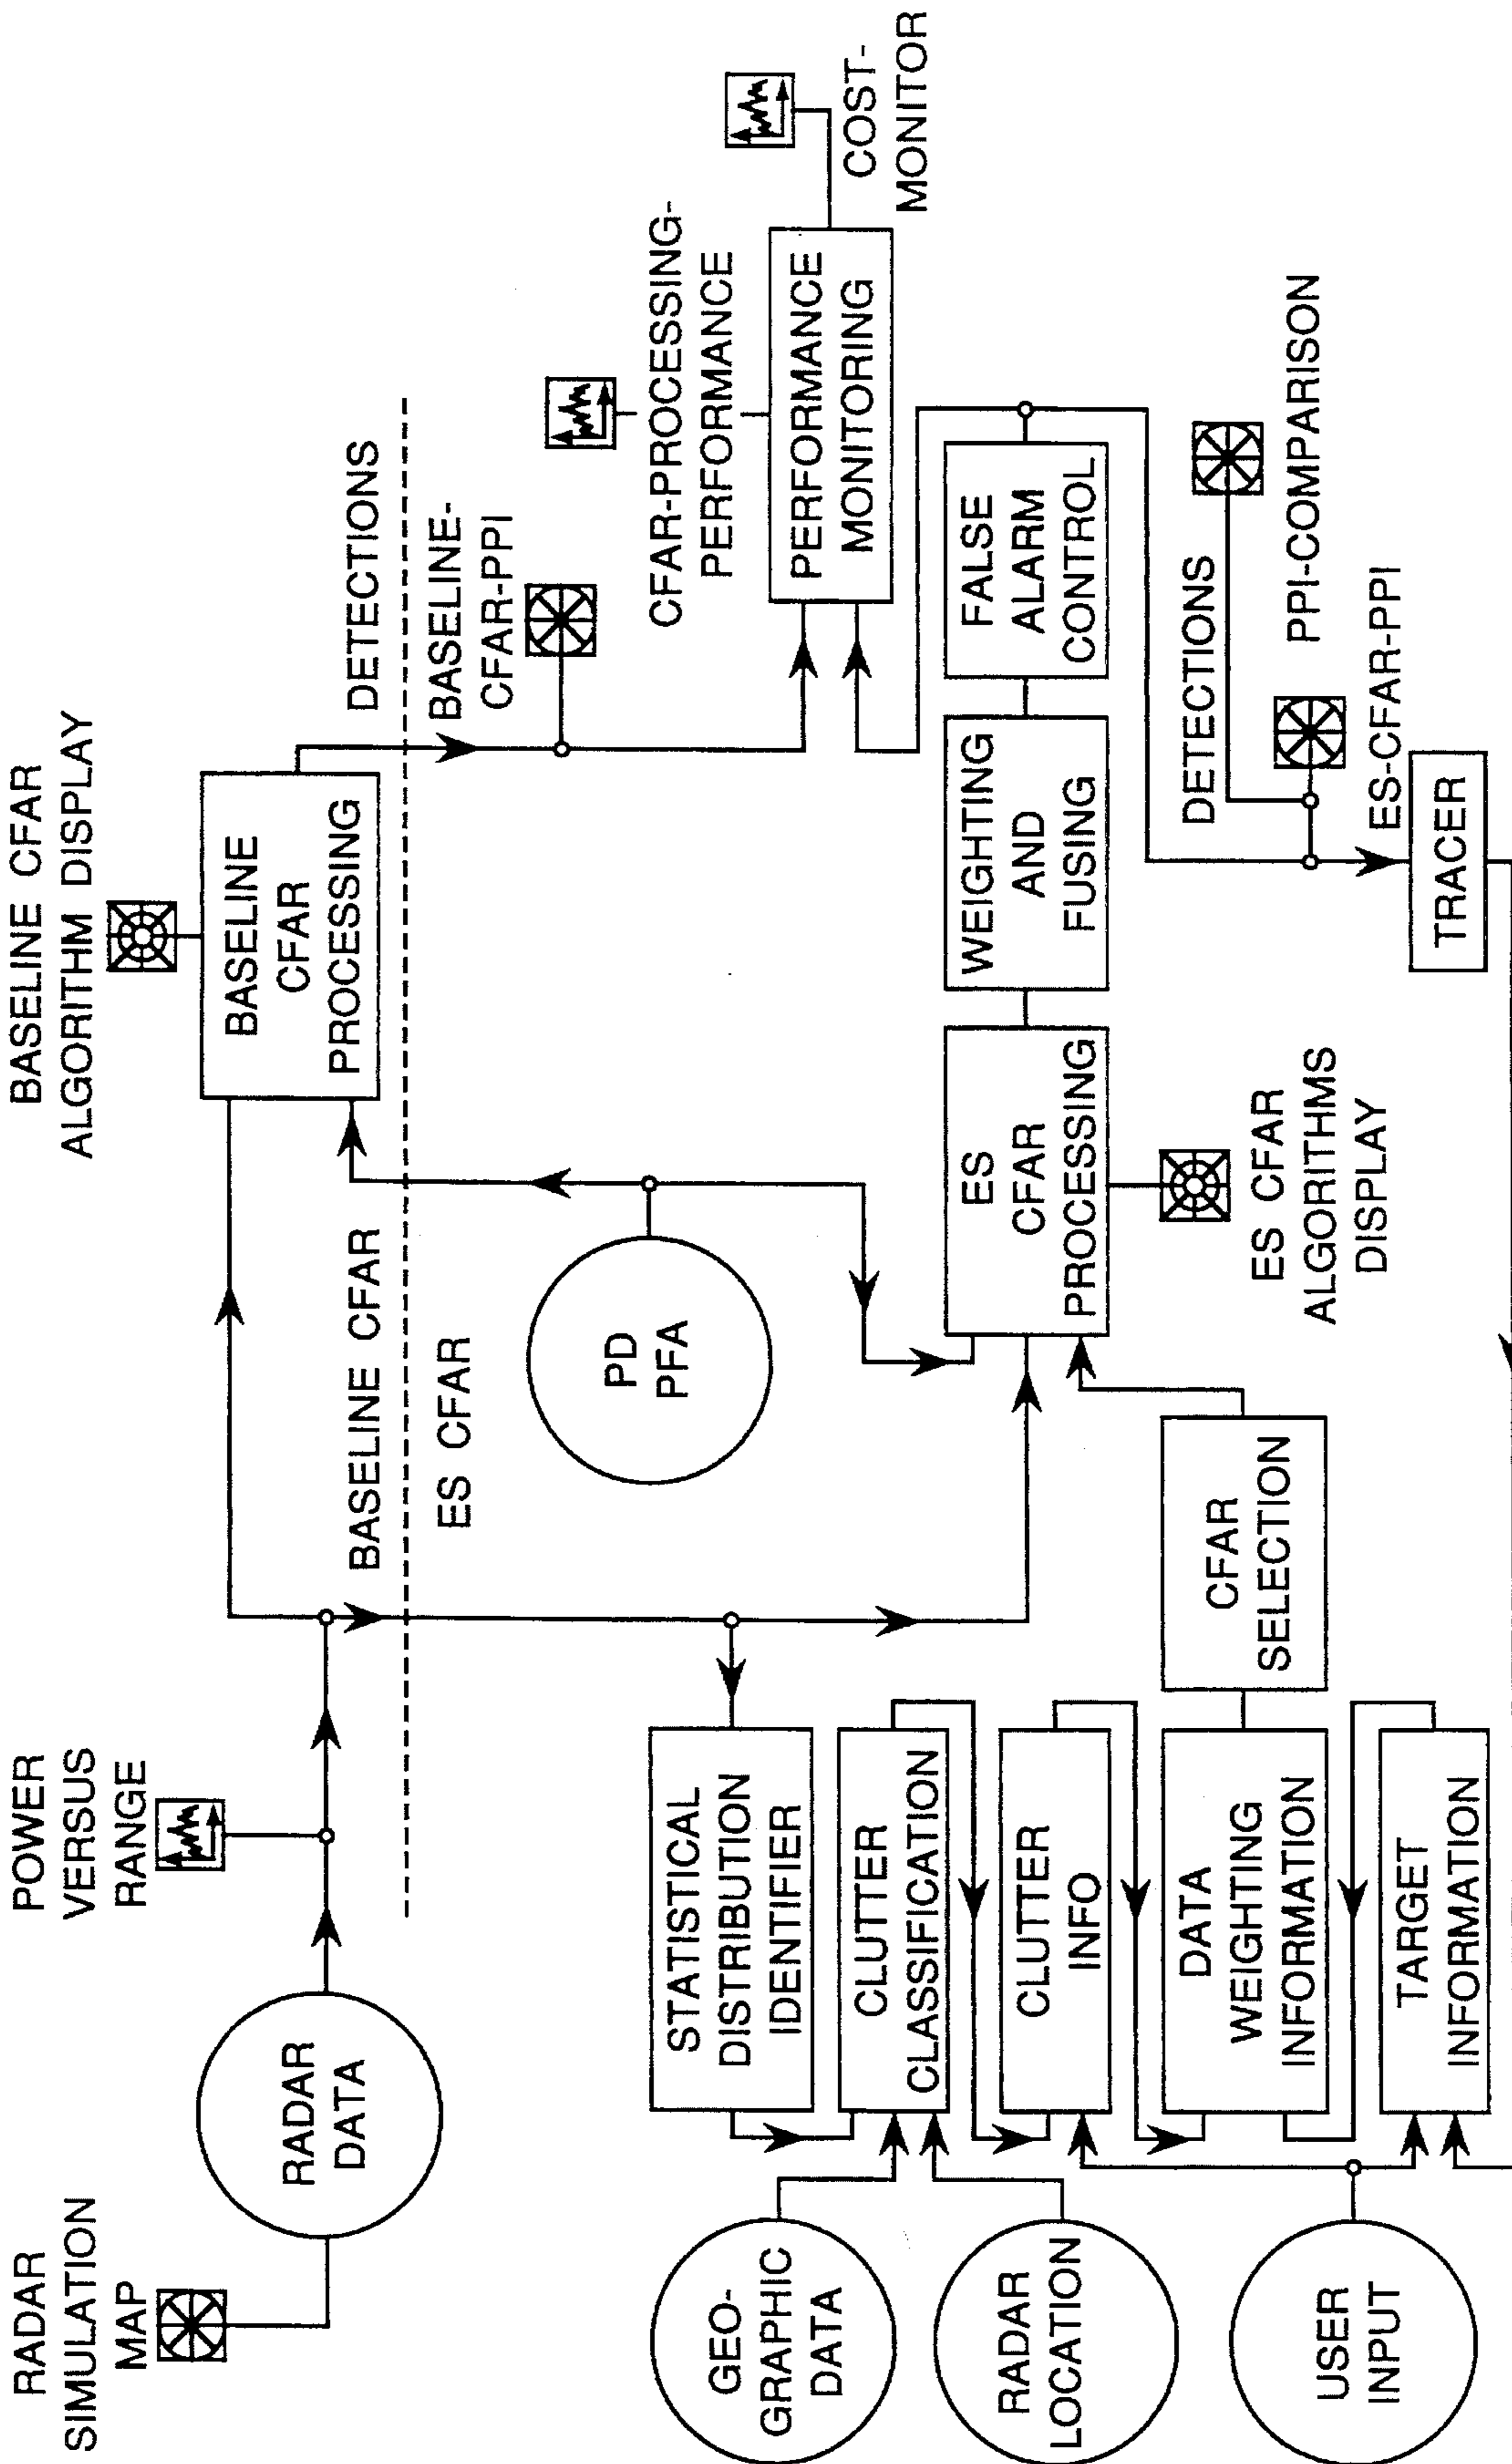 RADAR
SIMULATION
MAP
POWER
VERSUS
RANGE
BASELINE CFAR
ALGORITHM DISPLAY
RADAR
DATA
BASELINE
CFAR
PROCESSING
BASELINE CFAR
DETECTIONS
ES CFAR
BASELINE-
CFAR-PPI
CFAR-PROCESSING-
PERFORMANCE
PD
PFA
PERFORMANCE
MONITORING
COST-
MONITOR
STATISTICAL
DISTRIBUTION
IDENTIFIER
GEO-
GRAPHIC
DATA
CLUTTER
CLASSIFICATION
RADAR
LOCATION
CLUTTER
INFO
ES
CFAR
PROCESSING
WEIGHTING
AND
FUSING
FALSE
ALARM
CONTROL
DATA
WEIGHTING
INFORMATION
CFAR
SELECTION
ES CFAR
ALGORITHMS
DISPLAY
DETECTIONS
PPI-COMPARISON
ES-CFAR-PPI
USER
INPUT
TARGET
INFORMATION
TRACER